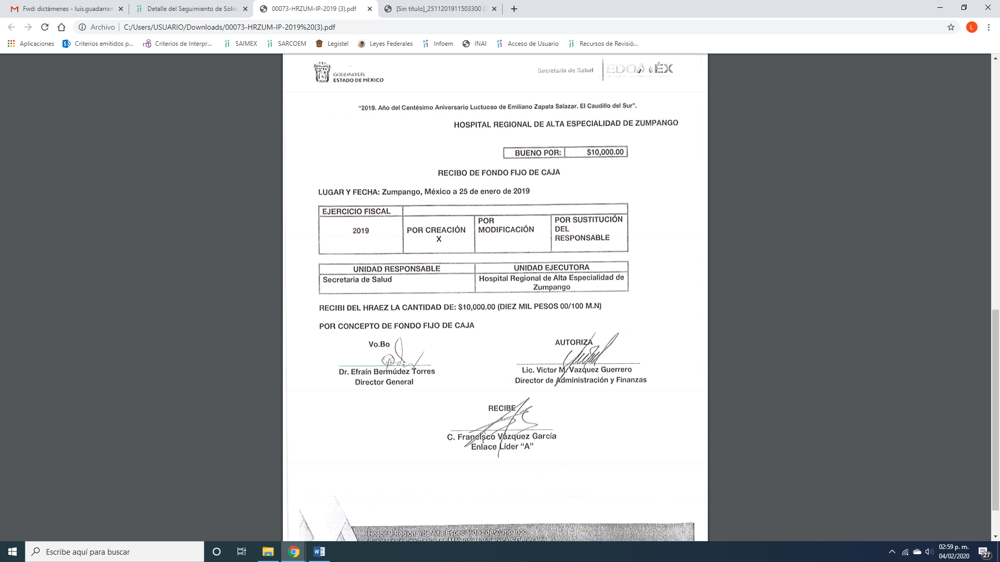 Fwd: dictámenes - luis.guadarram
Detalle del Seguimiento de Solici
00073-HRZUM-IP-2019 (3).pdf
[Sin título]_2511201911503300 (
Archivo
C:/Users/USUARIO/Downloads/00073-HRZUM-IP-2019%20(3).pdf
L
Aplicaciones
Criterios emitidos p...
Criterios de Interpr...
SAIMEX
SARCOEM
Legistel
Leyes Federales
Infoem
INAI
Acceso de Usuario
Recursos de Revisió...
GOBIERNO DEL
ESTADO DE MÉXICO
Secretaría de Salud
EDOMÉX
"2019. Año del Centésimo Aniversario Luctuoso de Emiliano Zapata Salazar. El Caudillo del Sur".
HOSPITAL REGIONAL DE ALTA ESPECIALIDAD DE ZUMPANGO
BUENO POR: $10,000.00
RECIBO DE FONDO FIJO DE CAJA
LUGAR Y FECHA: Zumpango, México a 25 de enero de 2019
EJERCICIO FISCAL
2019
POR CREACIÓN
X
POR
MODIFICACIÓN
POR SUSTITUCIÓN
DEL
RESPONSABLE
UNIDAD RESPONSABLE
UNIDAD EJECUTORA
Secretaria de Salud
Hospital Regional de Alta Especialidad de
Zumpango
RECIBI DEL HRAEZ LA CANTIDAD DE: $10,000.00 (DIEZ MIL PESOS 00/100 M.N)
POR CONCEPTO DE FONDO FIJO DE CAJA
Vo.Bo
Dr. Efraín Bermúdez Torres
Director General
AUTORIZA
Lic. Victor M. Vazquez Guerrero
Director de Administración y Finanzas
RECIBE
C. Francisco Vázquez García
Enlace Líder "A"
Hospital Regional de Alta Especialidad de Zumpango
Subdirección de Recursos Materiales y Servicios Generales
Escribe aquí para buscar
02:59 p. m.
04/02/2020
27